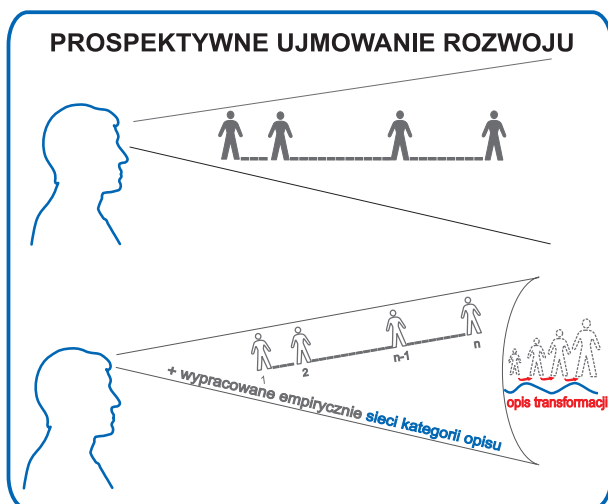 PROSPEKTYWNE UJMOWANIE ROZWOJU
1
2
n-1
n
+ wypracowane empirycznie sieci kategorii opisu
opis transformacji